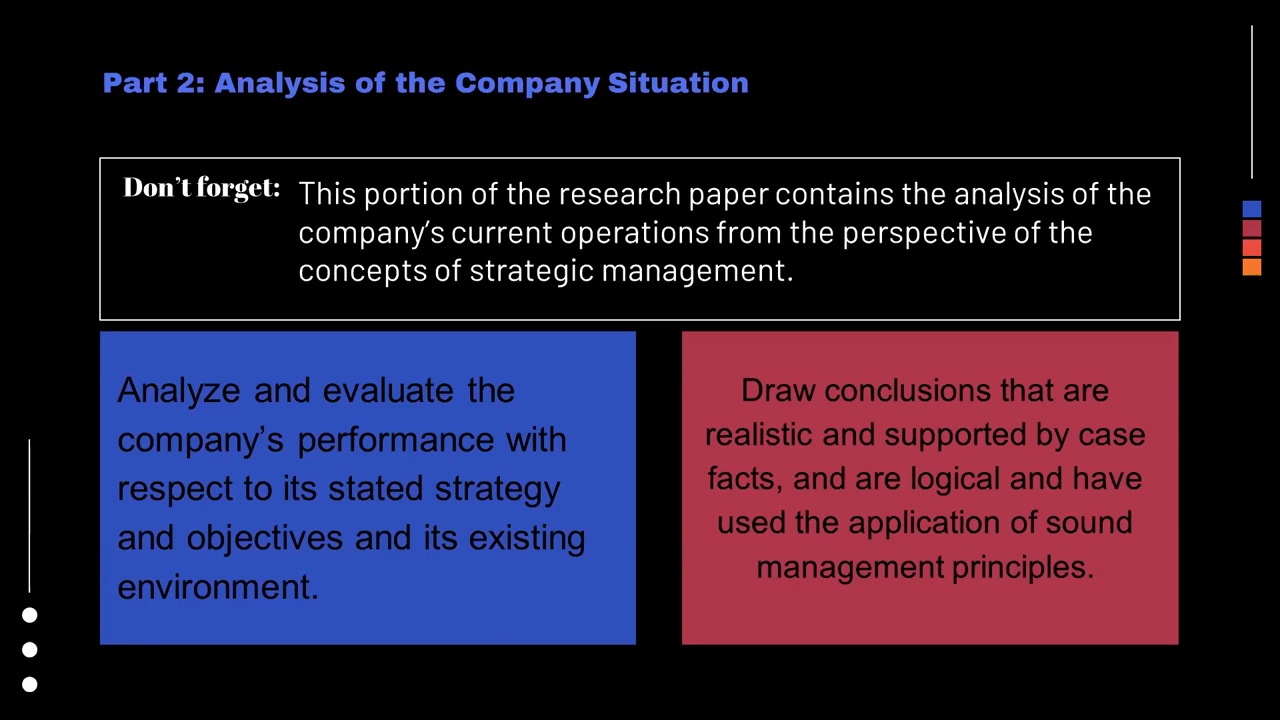 Part 2: Analysis of the Company Situation
Don’t forget:
This portion of the research paper contains the analysis of the
company’s current operations from the perspective of the
concepts of strategic management.
Analyze and evaluate the
company’s performance with
respect to its stated strategy
and objectives and its existing
environment.
Draw conclusions that are
realistic and supported by case
facts, and are logical and have
used the application of sound
management principles.